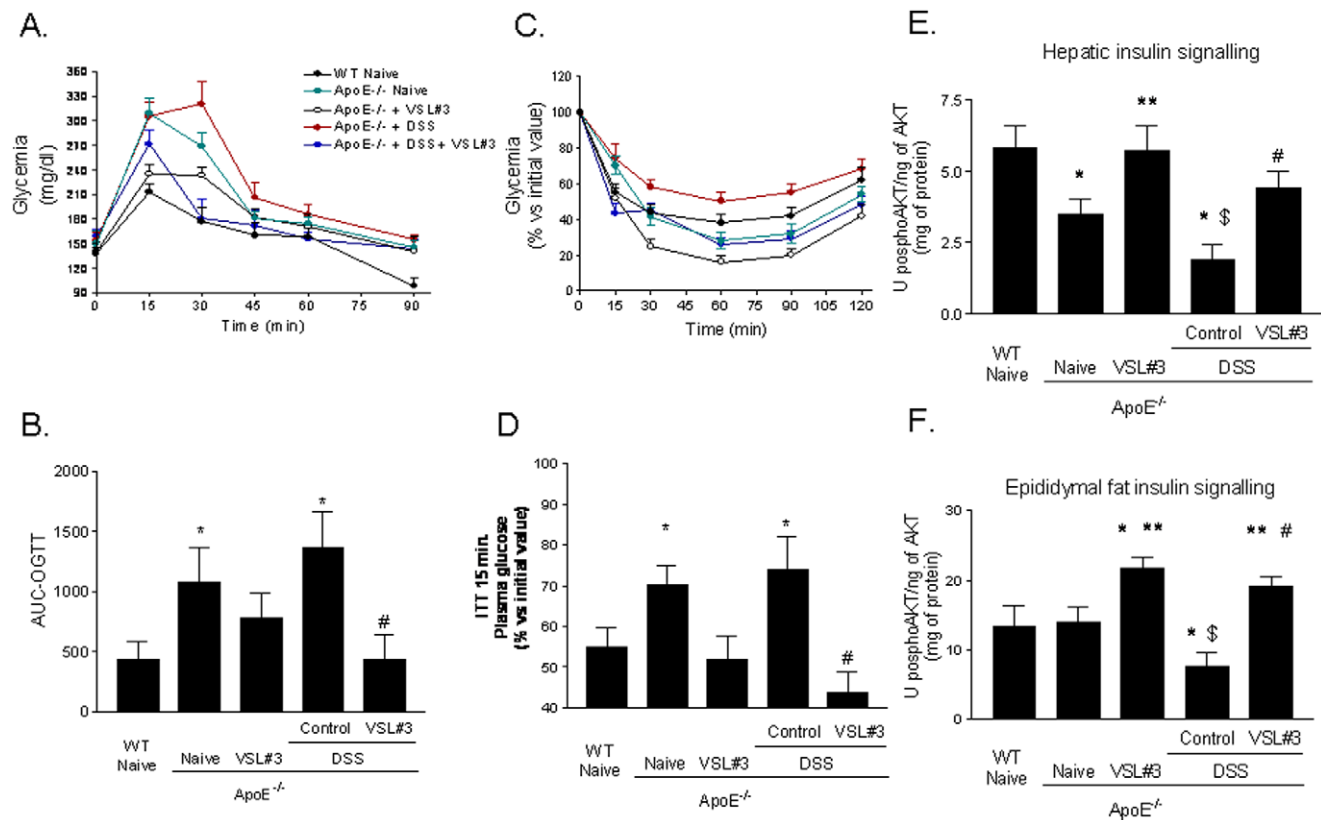 A.
Glycemia
(mg/dl)
360
330
300
270
240
210
180
150
120
90
0 15 30 45 60 90
Time (min)
WT Naive
ApoE-/- Naive
ApoE-/- + VSL#3
ApoE-/- + DSS
ApoE-/- + DSS + VSL#3
B.
AUC-OGTT
2000
1500
1000
500
0
* * #
Control VSL#3
WT
Naive
Naive VSL#3 DSS
ApoE-/-
C.
Glycemia
(% vs initial value)
120
100
80
60
40
20
0
0 15 30 45 60 75 90 105 120
Time (min)
D
ITT 15 min.
Plasma glucose
(% vs initial value)
100
90
80
70
60
50
40
* * #
Control VSL#3
WT
Naive
Naive VSL#3 DSS
ApoE-/-
E.
Hepatic insulin signalling
U posphoAKT/ng of AKT
(mg of protein)
7.5
5.0
2.5
0.0
* ** * $ #
Control VSL#3
WT
Naive
Naive VSL#3 DSS
ApoE-/-
F.
Epididymal fat insulin signalling
U posphoAKT/ng of AKT
(mg of protein)
30
20
10
0
* ** * $ ** #
Control VSL#3
WT
Naive
Naive VSL#3 DSS
ApoE-/-